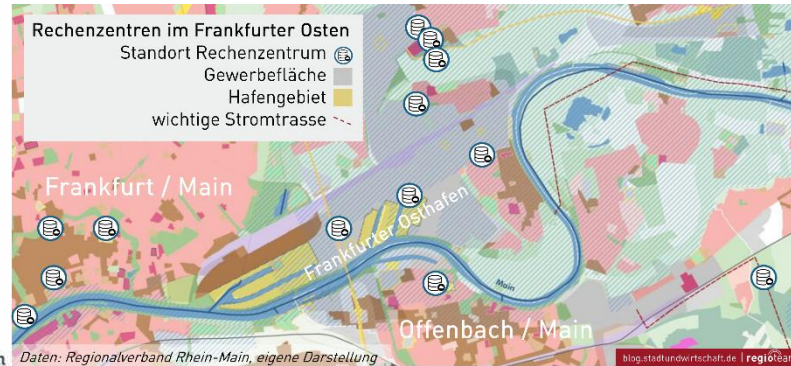 Rechenzentren im Frankfurter Osten
Standort Rechenzentrum
Gewerbefläche
Hafengebiet
wichtige Stromtrasse
Frankfurt / Main
Frankfurter Osthafen
Main
Offenbach / Main
Daten: Regionalverband Rhein-Main, eigene Darstellung
blog.stadtundwirtschaft.de | regioteam